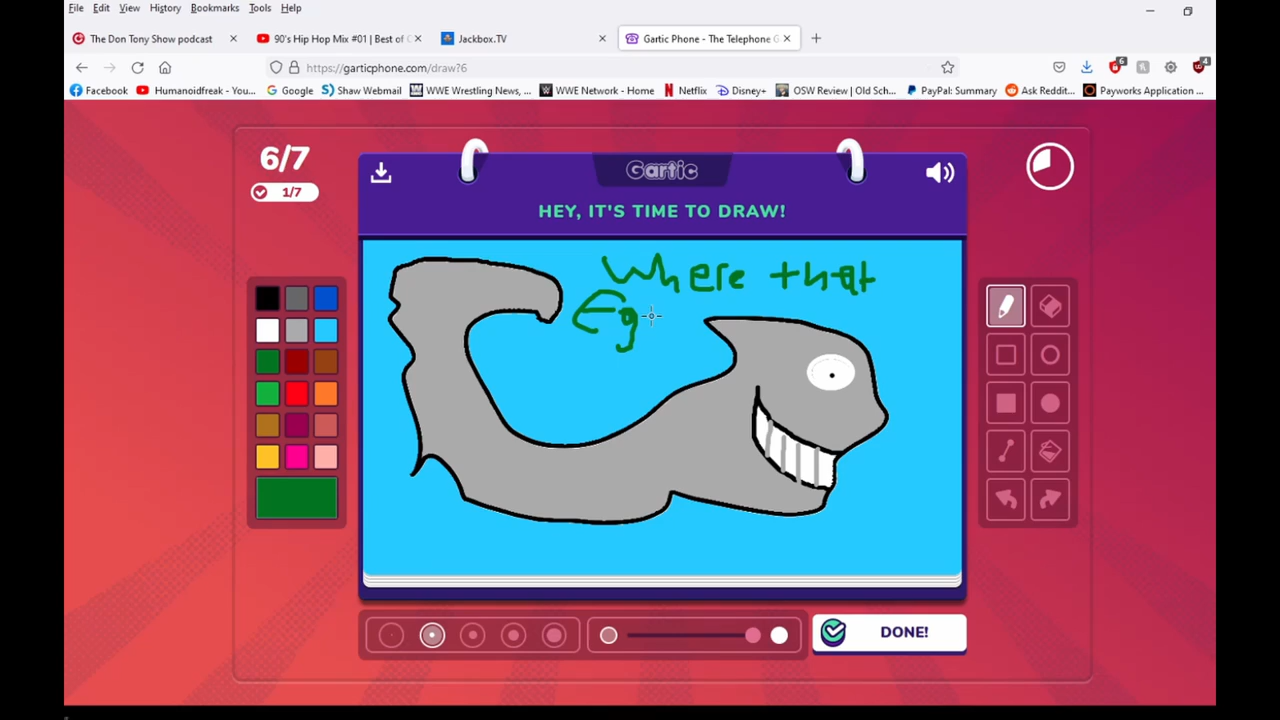 File Edit View History Bookmarks Tools Help
The Don Tony Show podcast 90's Hip Hop Mix #01 | Best of Jackbox.TV Gartic Phone - The Telephone G
https://garticphone.com/draw?6 6 4
Facebook Humanoidfreak - You... Google Shaw Webmail WWE Wrestling News, ... WWE Network - Home Netflix Disney+ OSW Review | Old Sch... PayPal: Summary Ask Reddit... Payworks Application ...
6/7
1/7
Gartic
HEY, IT'S TIME TO DRAW!
Where that
Eg
DONE!